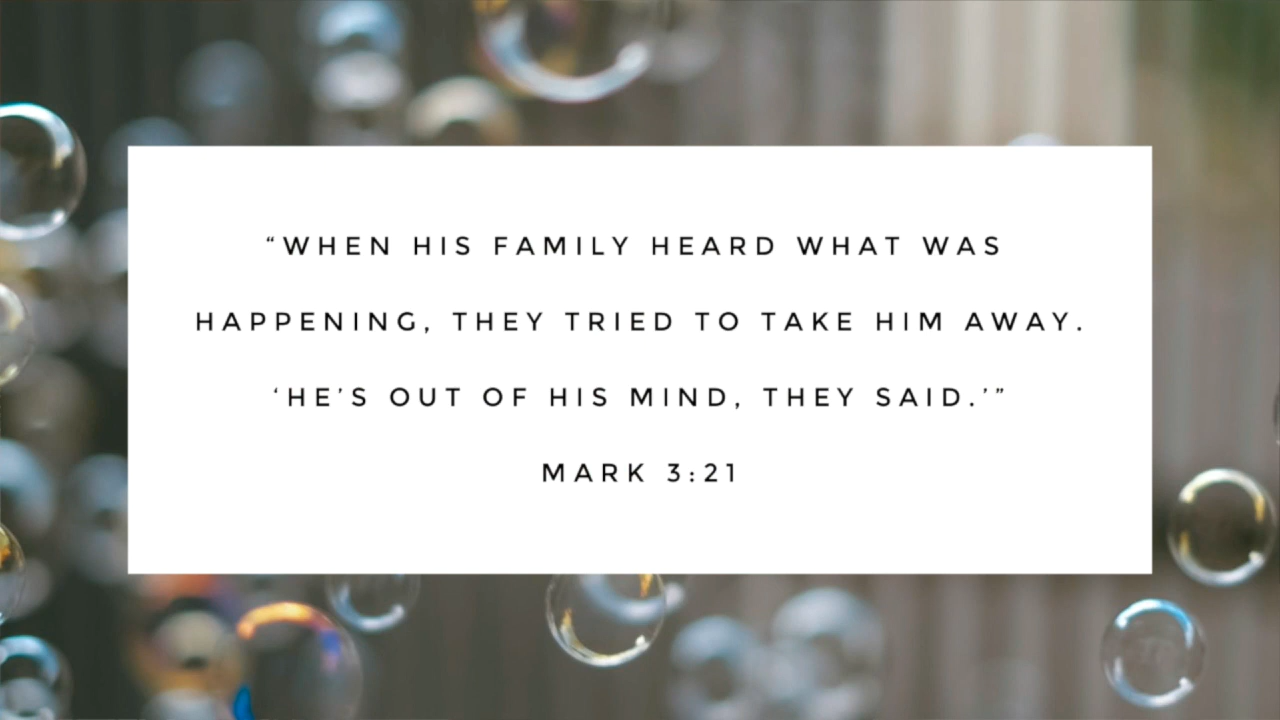 “WHEN HIS FAMILY HEARD WHAT WAS
HAPPENING, THEY TRIED TO TAKE HIM AWAY.
‘HE’S OUT OF HIS MIND, THEY SAID.’”
MARK 3:21